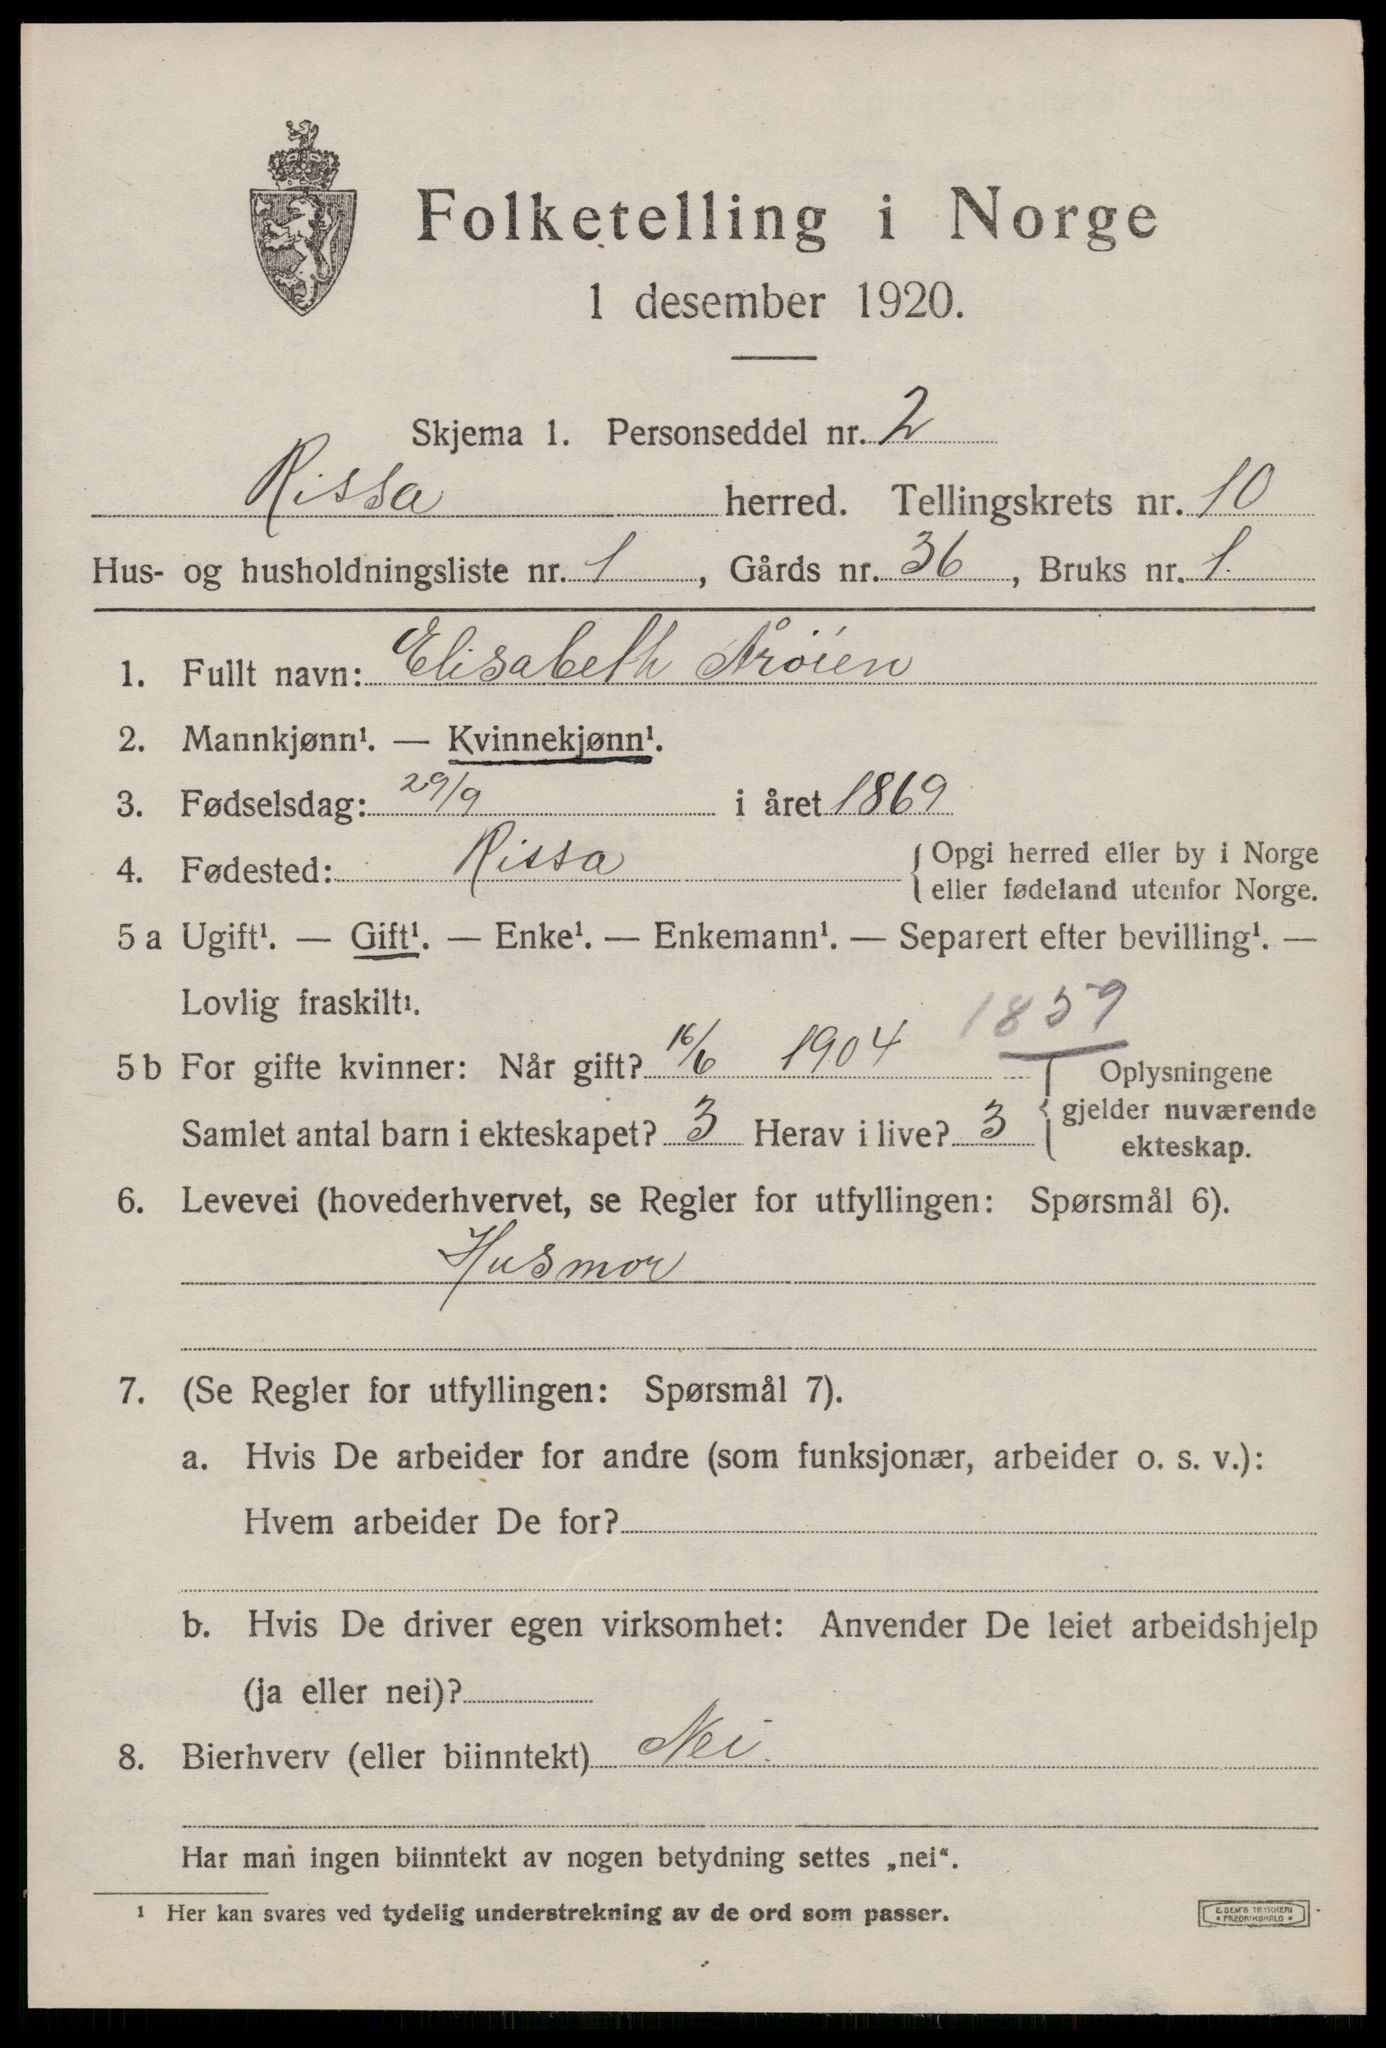 Folketelling i Norge
1 desember 1920.
Skjema 1. Personseddel nr. 2
Rissa herred. Tellingskrets nr. 10
Hus- og husholdningsliste nr. 1, Gårds nr. 36, Bruks nr. 1.
1. Fullt navn: Elisabeth Årøien
2. Mannkjønn¹. — Kvinnekjønn¹.
3. Fødselsdag: 29/9 i året 1869
4. Fødested: Rissa { Opgi herred eller by i Norge
eller fødeland utenfor Norge.
5 a Ugift¹. — Gift¹. — Enke¹. — Enkemann¹. — Separert efter bevilling¹. —
Lovlig fraskilt¹.
1859
5 b For gifte kvinner: Når gift? 16/6 1904
Samlet antal barn i ekteskapet? 3 Herav i live? 3
Oplysningene
gjelder nuværende
ekteskap.
6. Levevei (hovederhvervet, se Regler for utfyllingen: Spørsmål 6).
Husmor
7. (Se Regler for utfyllingen: Spørsmål 7).
a. Hvis De arbeider for andre (som funksjonær, arbeider o. s. v.):
Hvem arbeider De for?
b. Hvis De driver egen virksomhet: Anvender De leiet arbeidshjelp
(ja eller nei)?
8. Bierhverv (eller biinntekt) Nei.
Har man ingen biinntekt av nogen betydning settes „nei“.
¹ Her kan svares ved tydelig understrekning av de ord som passer.
E. SEM'S TRYKKERI
* FREDRIKSHALD *